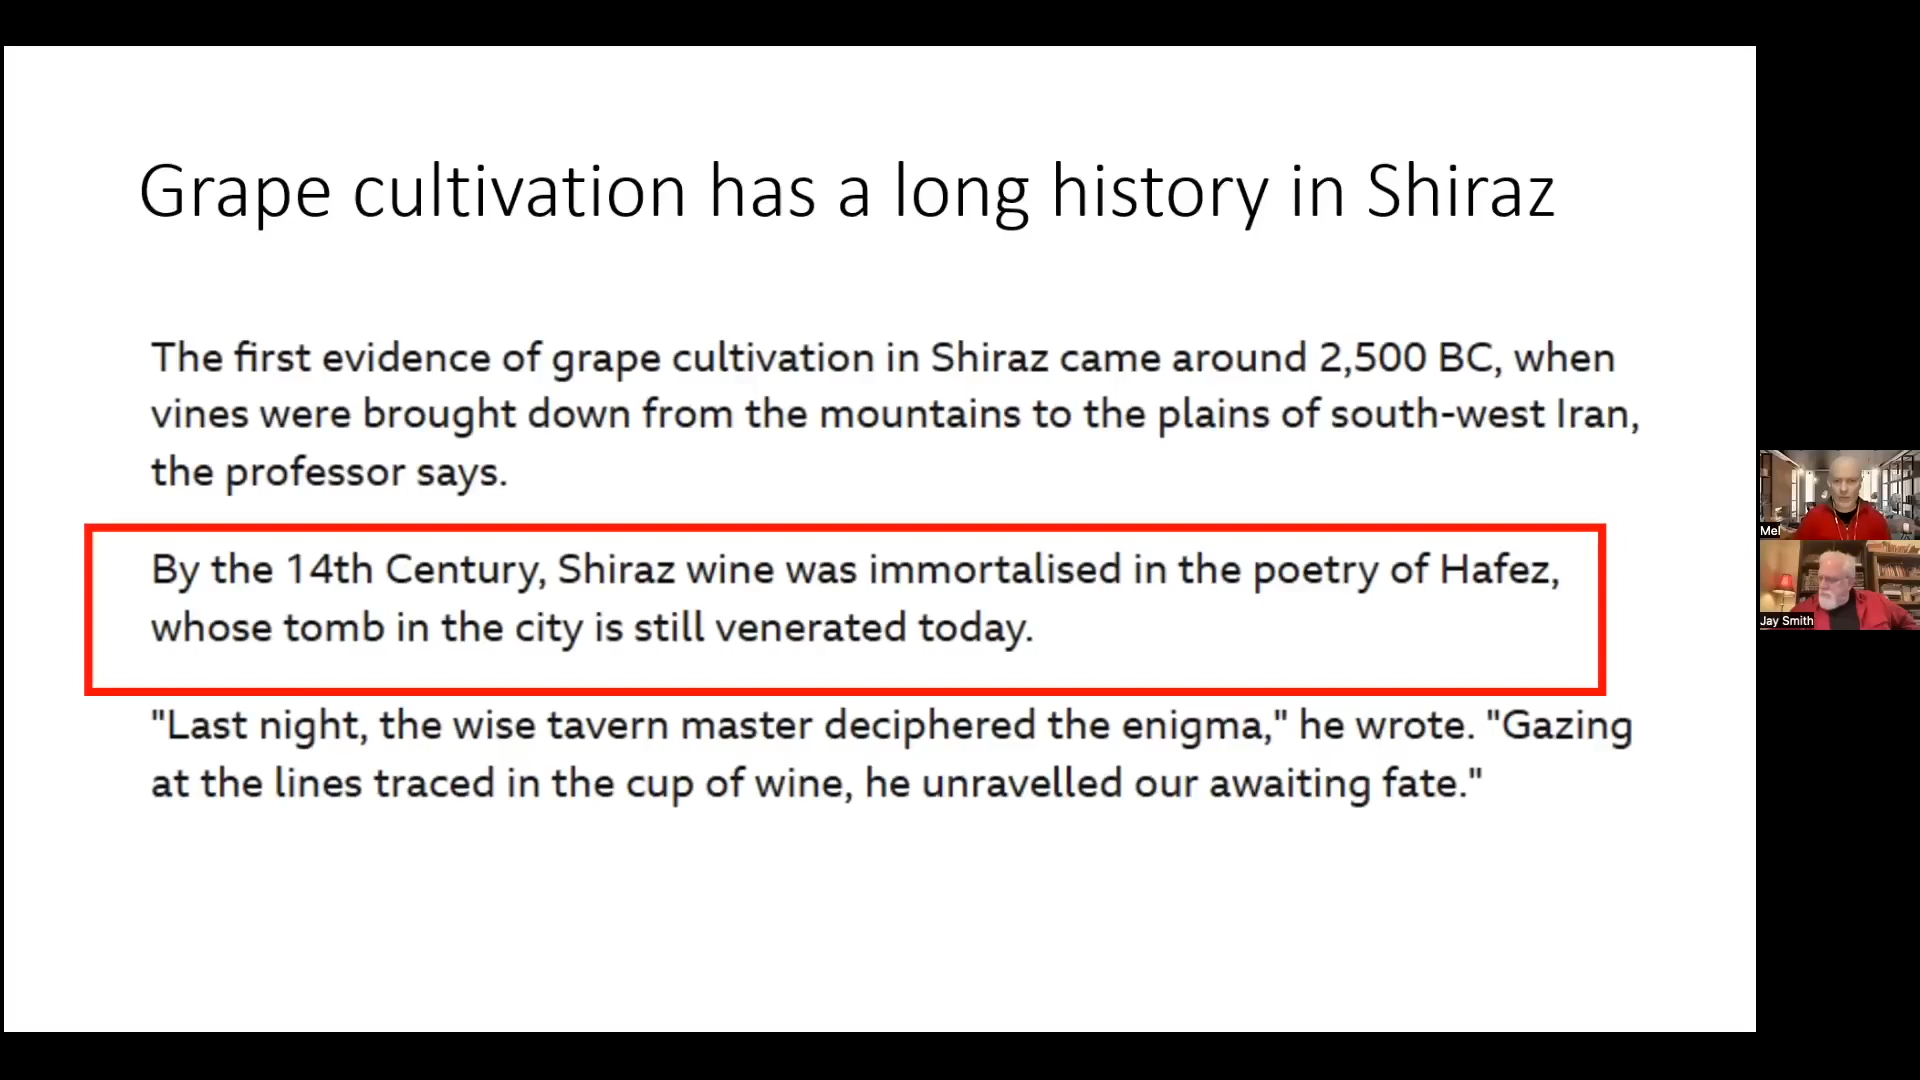 Grape cultivation has a long history in Shiraz
The first evidence of grape cultivation in Shiraz came around 2,500 BC, when
vines were brought down from the mountains to the plains of south-west Iran,
the professor says.
By the 14th Century, Shiraz wine was immortalised in the poetry of Hafez,
whose tomb in the city is still venerated today.
"Last night, the wise tavern master deciphered the enigma," he wrote. "Gazing
at the lines traced in the cup of wine, he unravelled our awaiting fate."
Mel
Jay Smith